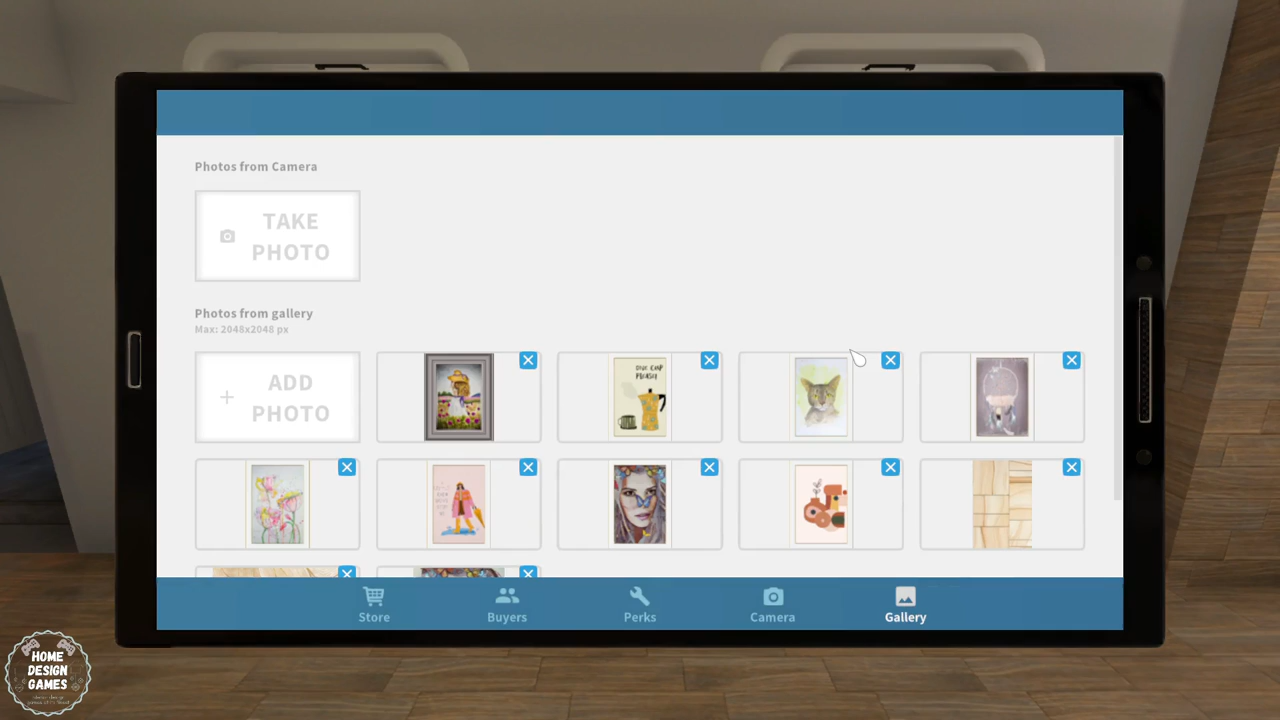 Photos from Camera
TAKE
PHOTO
Photos from gallery
Max: 2048x2048 px
ADD
PHOTO
ONE CUP
PLEASE!
Store
Buyers
Perks
Camera
Gallery
HOME
DESIGN
GAMES